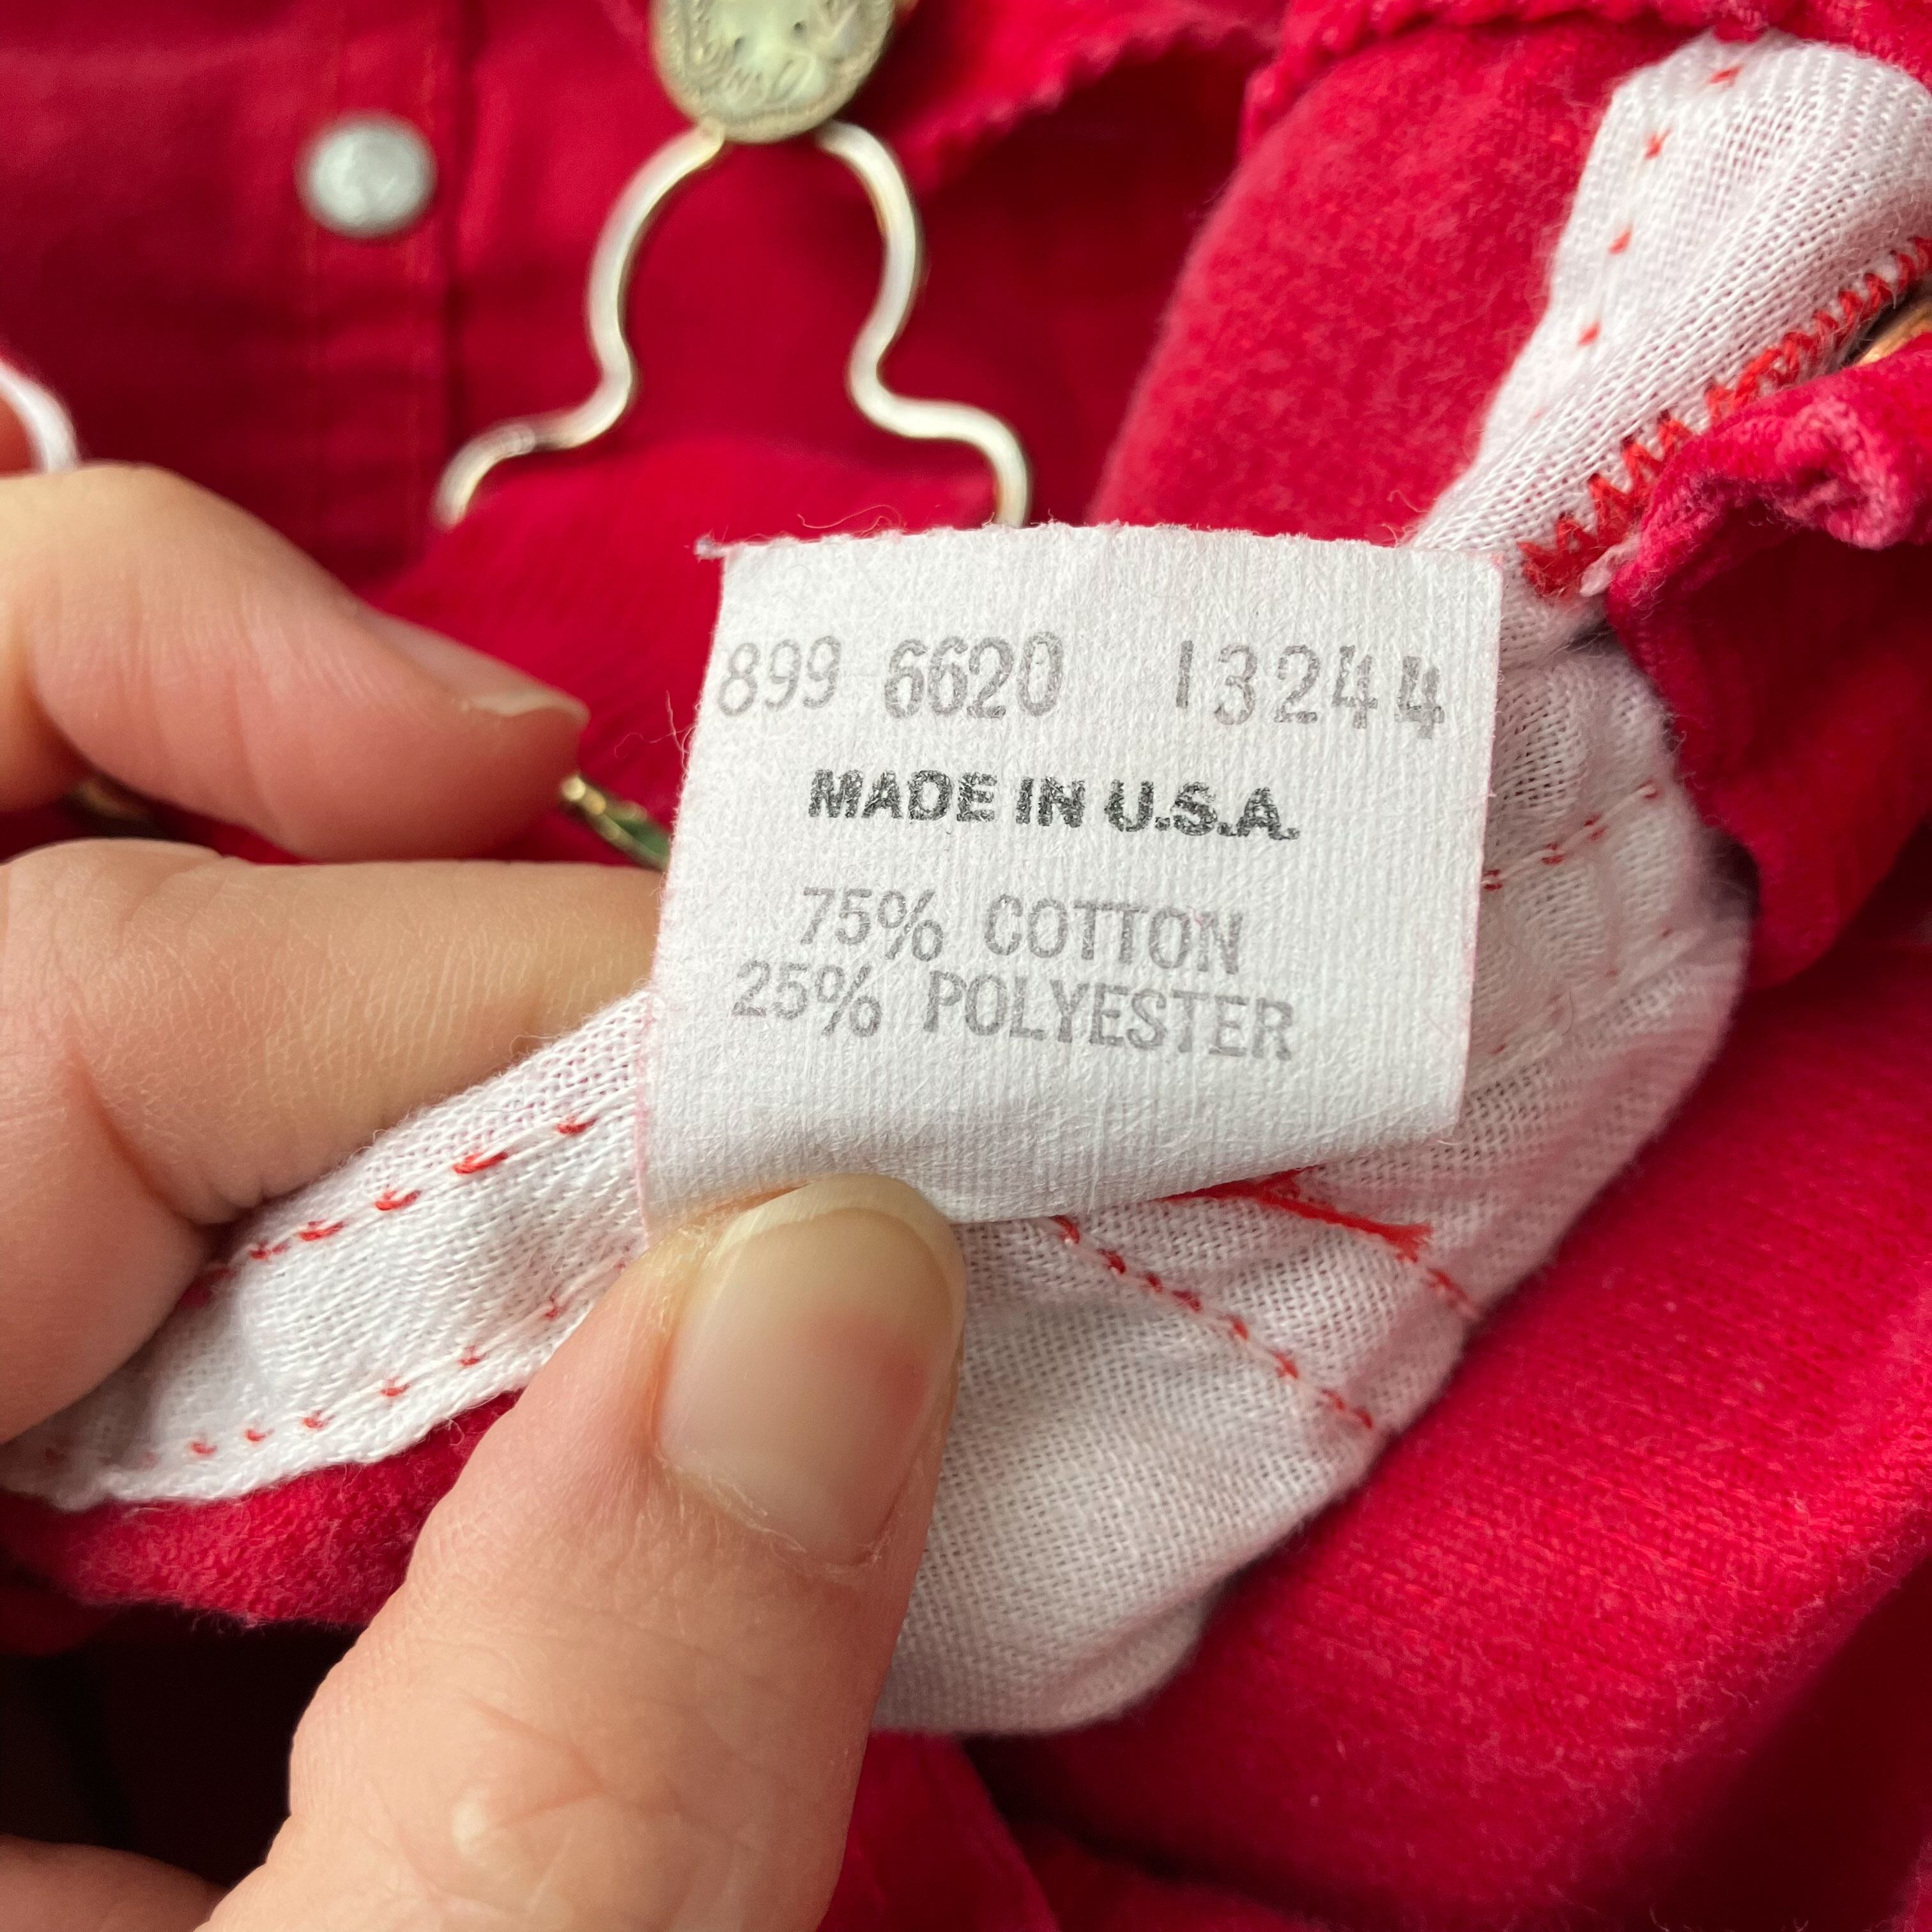 899 6620 13244
MADE IN U.S.A.
75% COTTON
25% POLYESTER